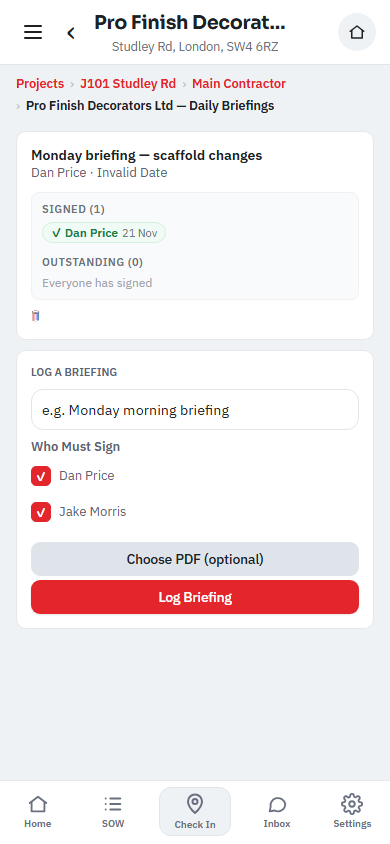 Pro Finish Decorat...
Studley Rd, London, SW4 6RZ
Projects › J101 Studley Rd › Main Contractor
› Pro Finish Decorators Ltd — Daily Briefings
Monday briefing — scaffold changes
Dan Price · Invalid Date
SIGNED (1)
✓ Dan Price 21 Nov
OUTSTANDING (0)
Everyone has signed
LOG A BRIEFING
e.g. Monday morning briefing
Who Must Sign
Dan Price
Jake Morris
Choose PDF (optional)
Log Briefing
Home SOW Check In Inbox Settings